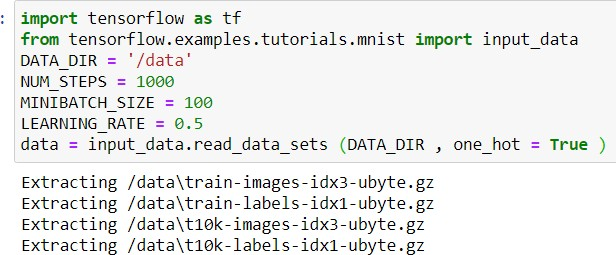 : import tensorflow as tf
from tensorflow.examples.tutorials.mnist import input_data
DATA_DIR = '/data'
NUM_STEPS = 1000
MINIBATCH_SIZE = 100
LEARNING_RATE = 0.5
data = input_data.read_data_sets (DATA_DIR , one_hot = True )
Extracting /data\train-images-idx3-ubyte.gz
Extracting /data\train-labels-idx1-ubyte.gz
Extracting /data\t10k-images-idx3-ubyte.gz
Extracting /data\t10k-labels-idx1-ubyte.gz